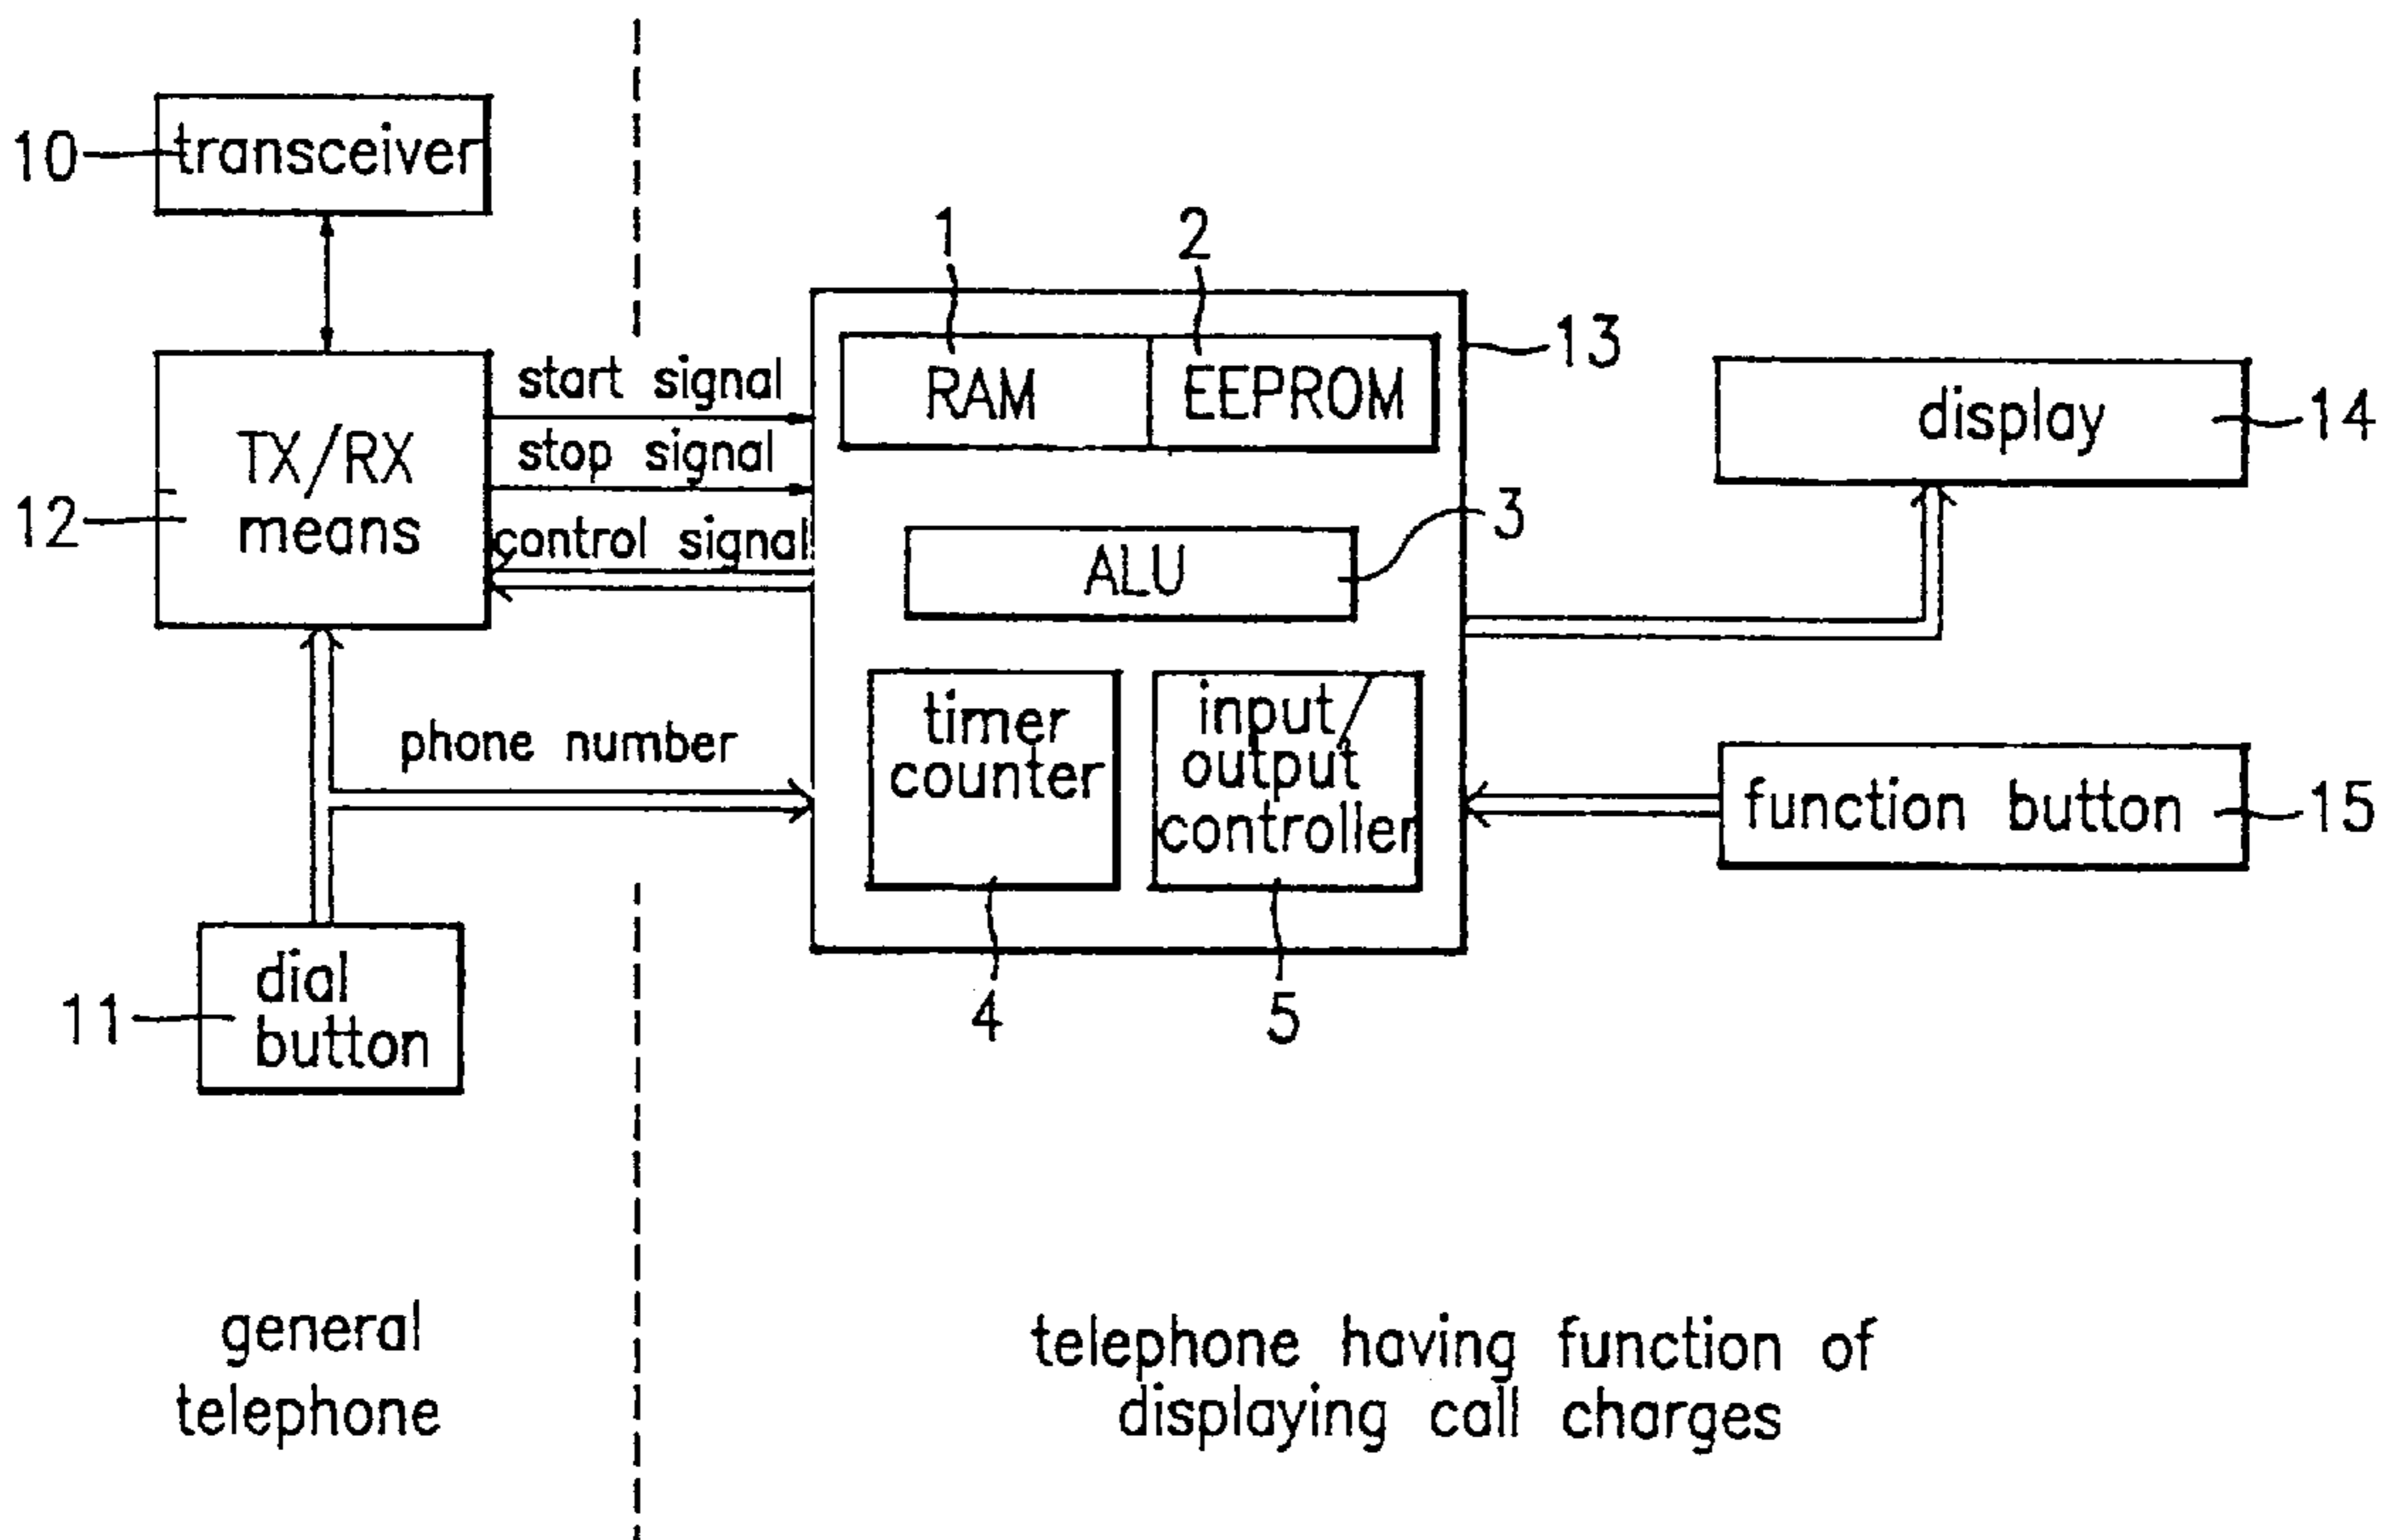 10
transceiver
1
2
13
RAM
EEPROM
start signal
stop signal
control signal
TX/RX
means
12
display
14
ALU
3
timer
counter
input/
output
controller
phone number
function button
15
4
5
dial
button
11
general
telephone
telephone having function of
displaying call charges